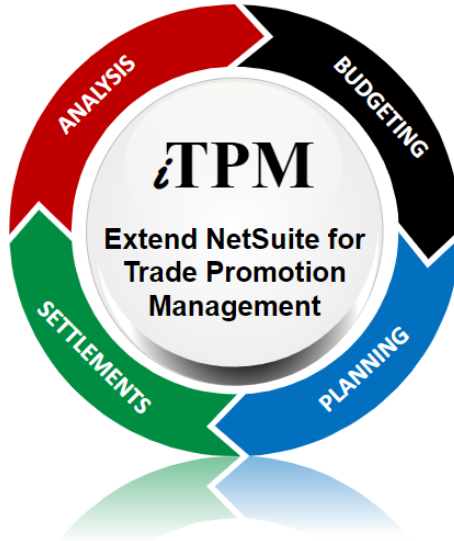 ANALYSIS
BUDGETING
iTPM
Extend NetSuite for
Trade Promotion
Management
SETTLEMENTS
PLANNING